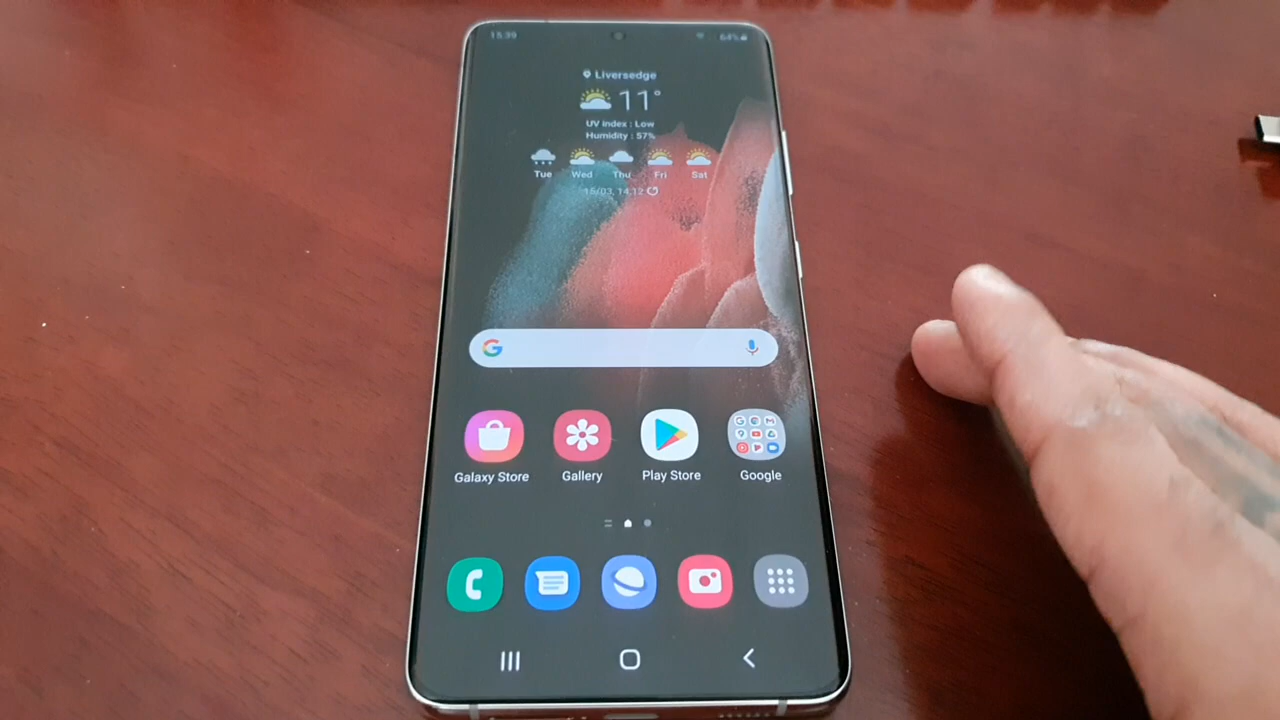 15:39
64%
Liversedge
11°
UV index : Low
Humidity : 57%
Tue Wed Thu Fri Sat
15/03, 14:12
Galaxy Store Gallery Play Store Google